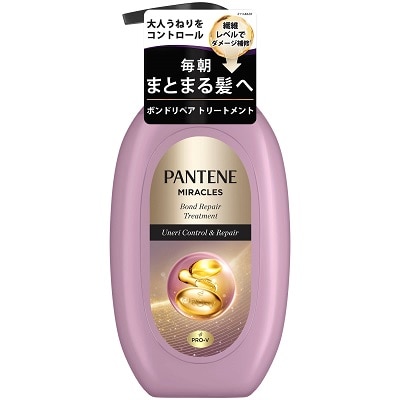 大人うねりを
コントロール
繊維
レベルで
ダメージ補修
毎朝
まとまる髪へ
ボンドリペア トリートメント
PANTENE
MIRACLES
Bond Repair
Treatment
Uneri Control & Repair
PRO-V